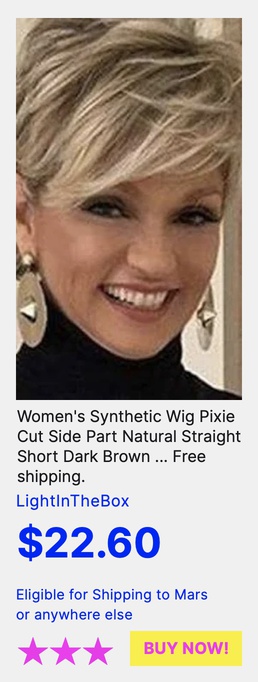 Women's Synthetic Wig Pixie
Cut Side Part Natural Straight
Short Dark Brown ... Free
shipping.
LightInTheBox
$22.60
Eligible for Shipping to Mars
or anywhere else
BUY NOW!